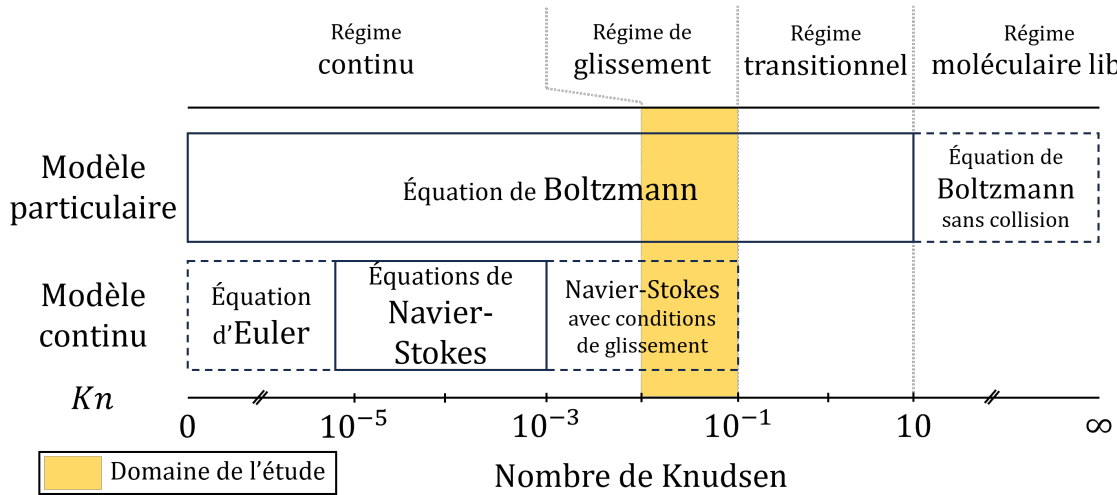 Régime
continu
Régime de
glissement
Régime
transitionnel
Régime
moléculaire lib
Modèle
particulaire
Équation de Boltzmann
Équation de
Boltzmann
sans collision
Modèle
continu
Équation
d’Euler
Équations de
Navier-
Stokes
Navier-Stokes
avec conditions
de glissement
Kn
0
10⁻⁵
10⁻³
10⁻¹
10
∞
Domaine de l’étude
Nombre de Knudsen